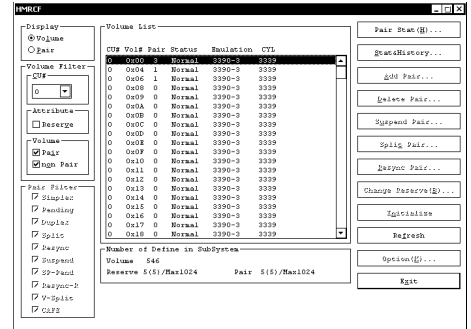 HMRCF
Display
Volume
Pair
Volume Filter
CU#
0
Attribute
Reserve
Volume
Pair
non Pair
Pair Filter
Simplex
Pending
Duplex
Split
Resync
Suspend
SP-Pend
Resync-R
V-Split
Volume List
CU# Vol# Pair Status Emulation CYL
0 0x00 3 Normal 3390-3 3339
0 0x04 1 Normal 3390-3 3339
0 0x06 1 Normal 3390-3 3339
0 0x08 0 Normal 3390-3 3339
0 0x09 0 Normal 3390-3 3339
0 0x0A 0 Normal 3390-3 3339
0 0x0B 0 Normal 3390-3 3339
0 0x0C 0 Normal 3390-3 3339
0 0x0D 0 Normal 3390-3 3339
0 0x0E 0 Normal 3390-3 3339
0 0x0F 0 Normal 3390-3 3339
0 0x10 0 Normal 3390-3 3339
0 0x11 0 Normal 3390-3 3339
0 0x12 0 Normal 3390-3 3339
0 0x13 0 Normal 3390-3 3339
0 0x14 0 Normal 3390-3 3339
0 0x15 0 Normal 3390-3 3339
0 0x16 0 Normal 3390-3 3339
0 0x17 0 Normal 3390-3 3339
0 0x18 0 Normal 3390-3 3339
Number of Define in SubSystem
Volume 546
Reserve 5(5)/Max1024 Pair 5(5)/Max1024
Pair Stat(H)...
Stat&History...
Add Pair...
Delete Pair...
Suspend Pair...
Split Pair...
Resync Pair...
Change Reserve(B)...
Initialize
Refresh
Option(M)...
Exit